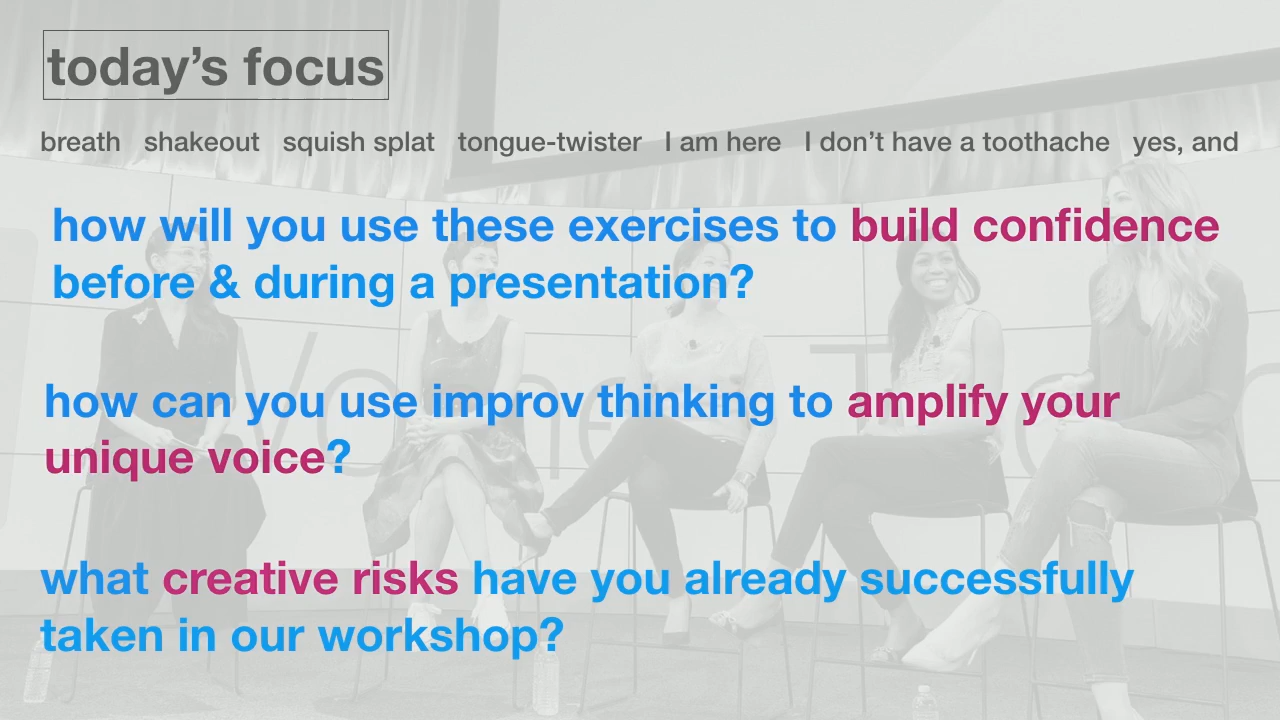 today’s focus
breath shakeout squish splat tongue-twister I am here I don’t have a toothache yes, and
how will you use these exercises to build confidence
before & during a presentation?
how can you use improv thinking to amplify your
unique voice?
what creative risks have you already successfully
taken in our workshop?